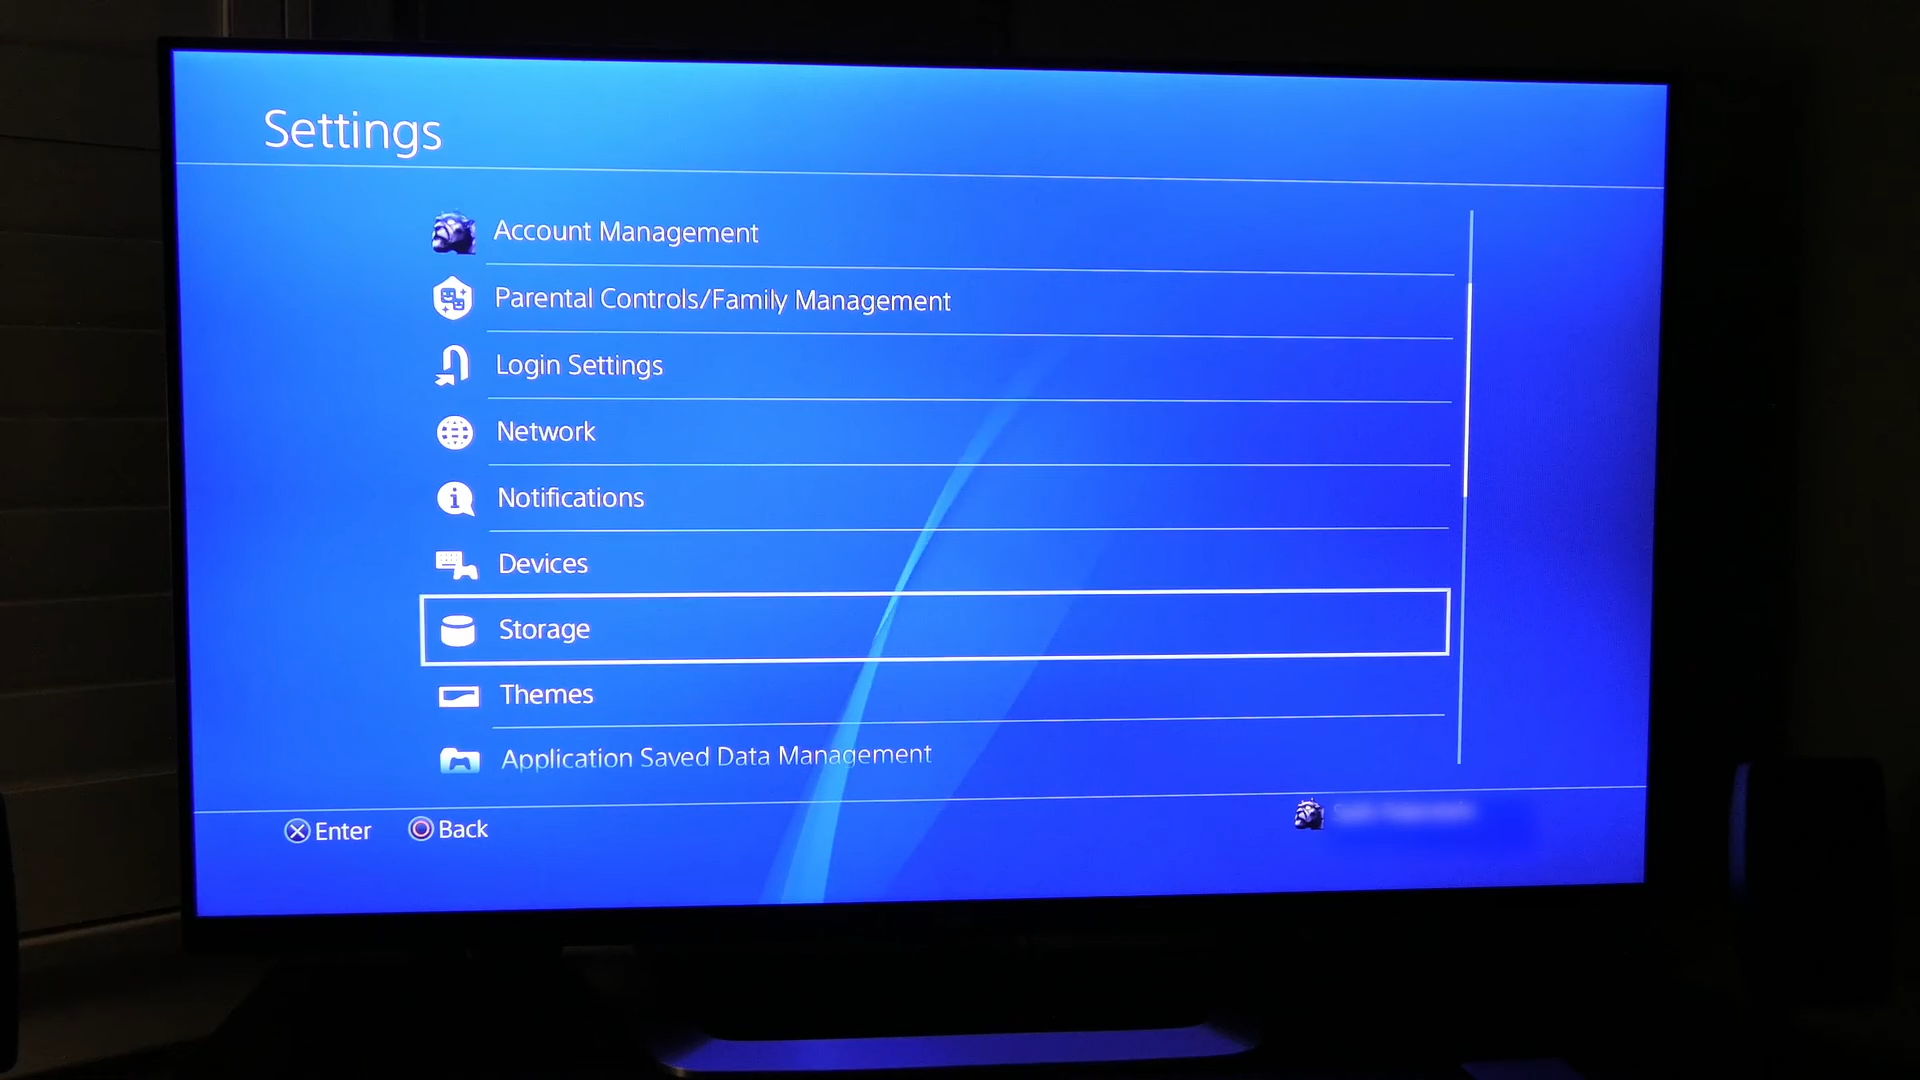 Settings
Account Management
Parental Controls/Family Management
Login Settings
Network
Notifications
Devices
Storage
Themes
Application Saved Data Management
Enter
Back